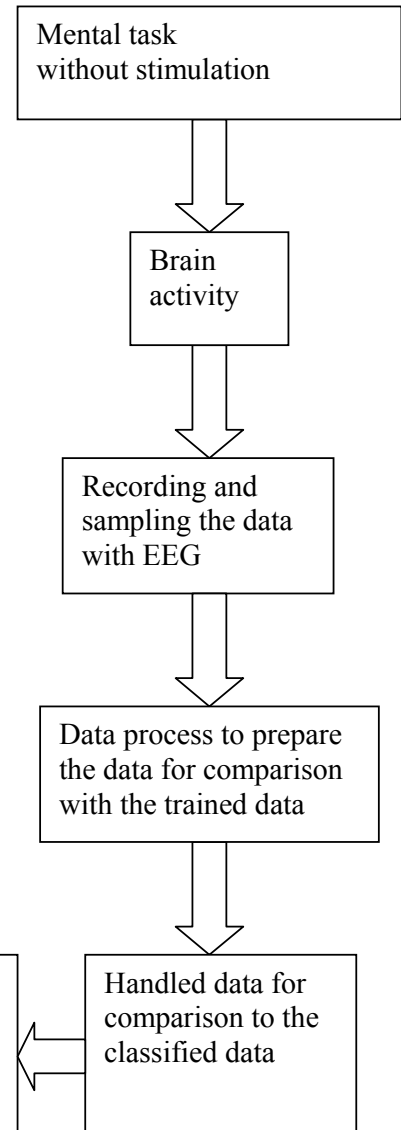 Mental task
without stimulation
Brain
activity
Recording and
sampling the data
with EEG
Data process to prepare
the data for comparison
with the trained data
Handled data for
comparison to the
classified data